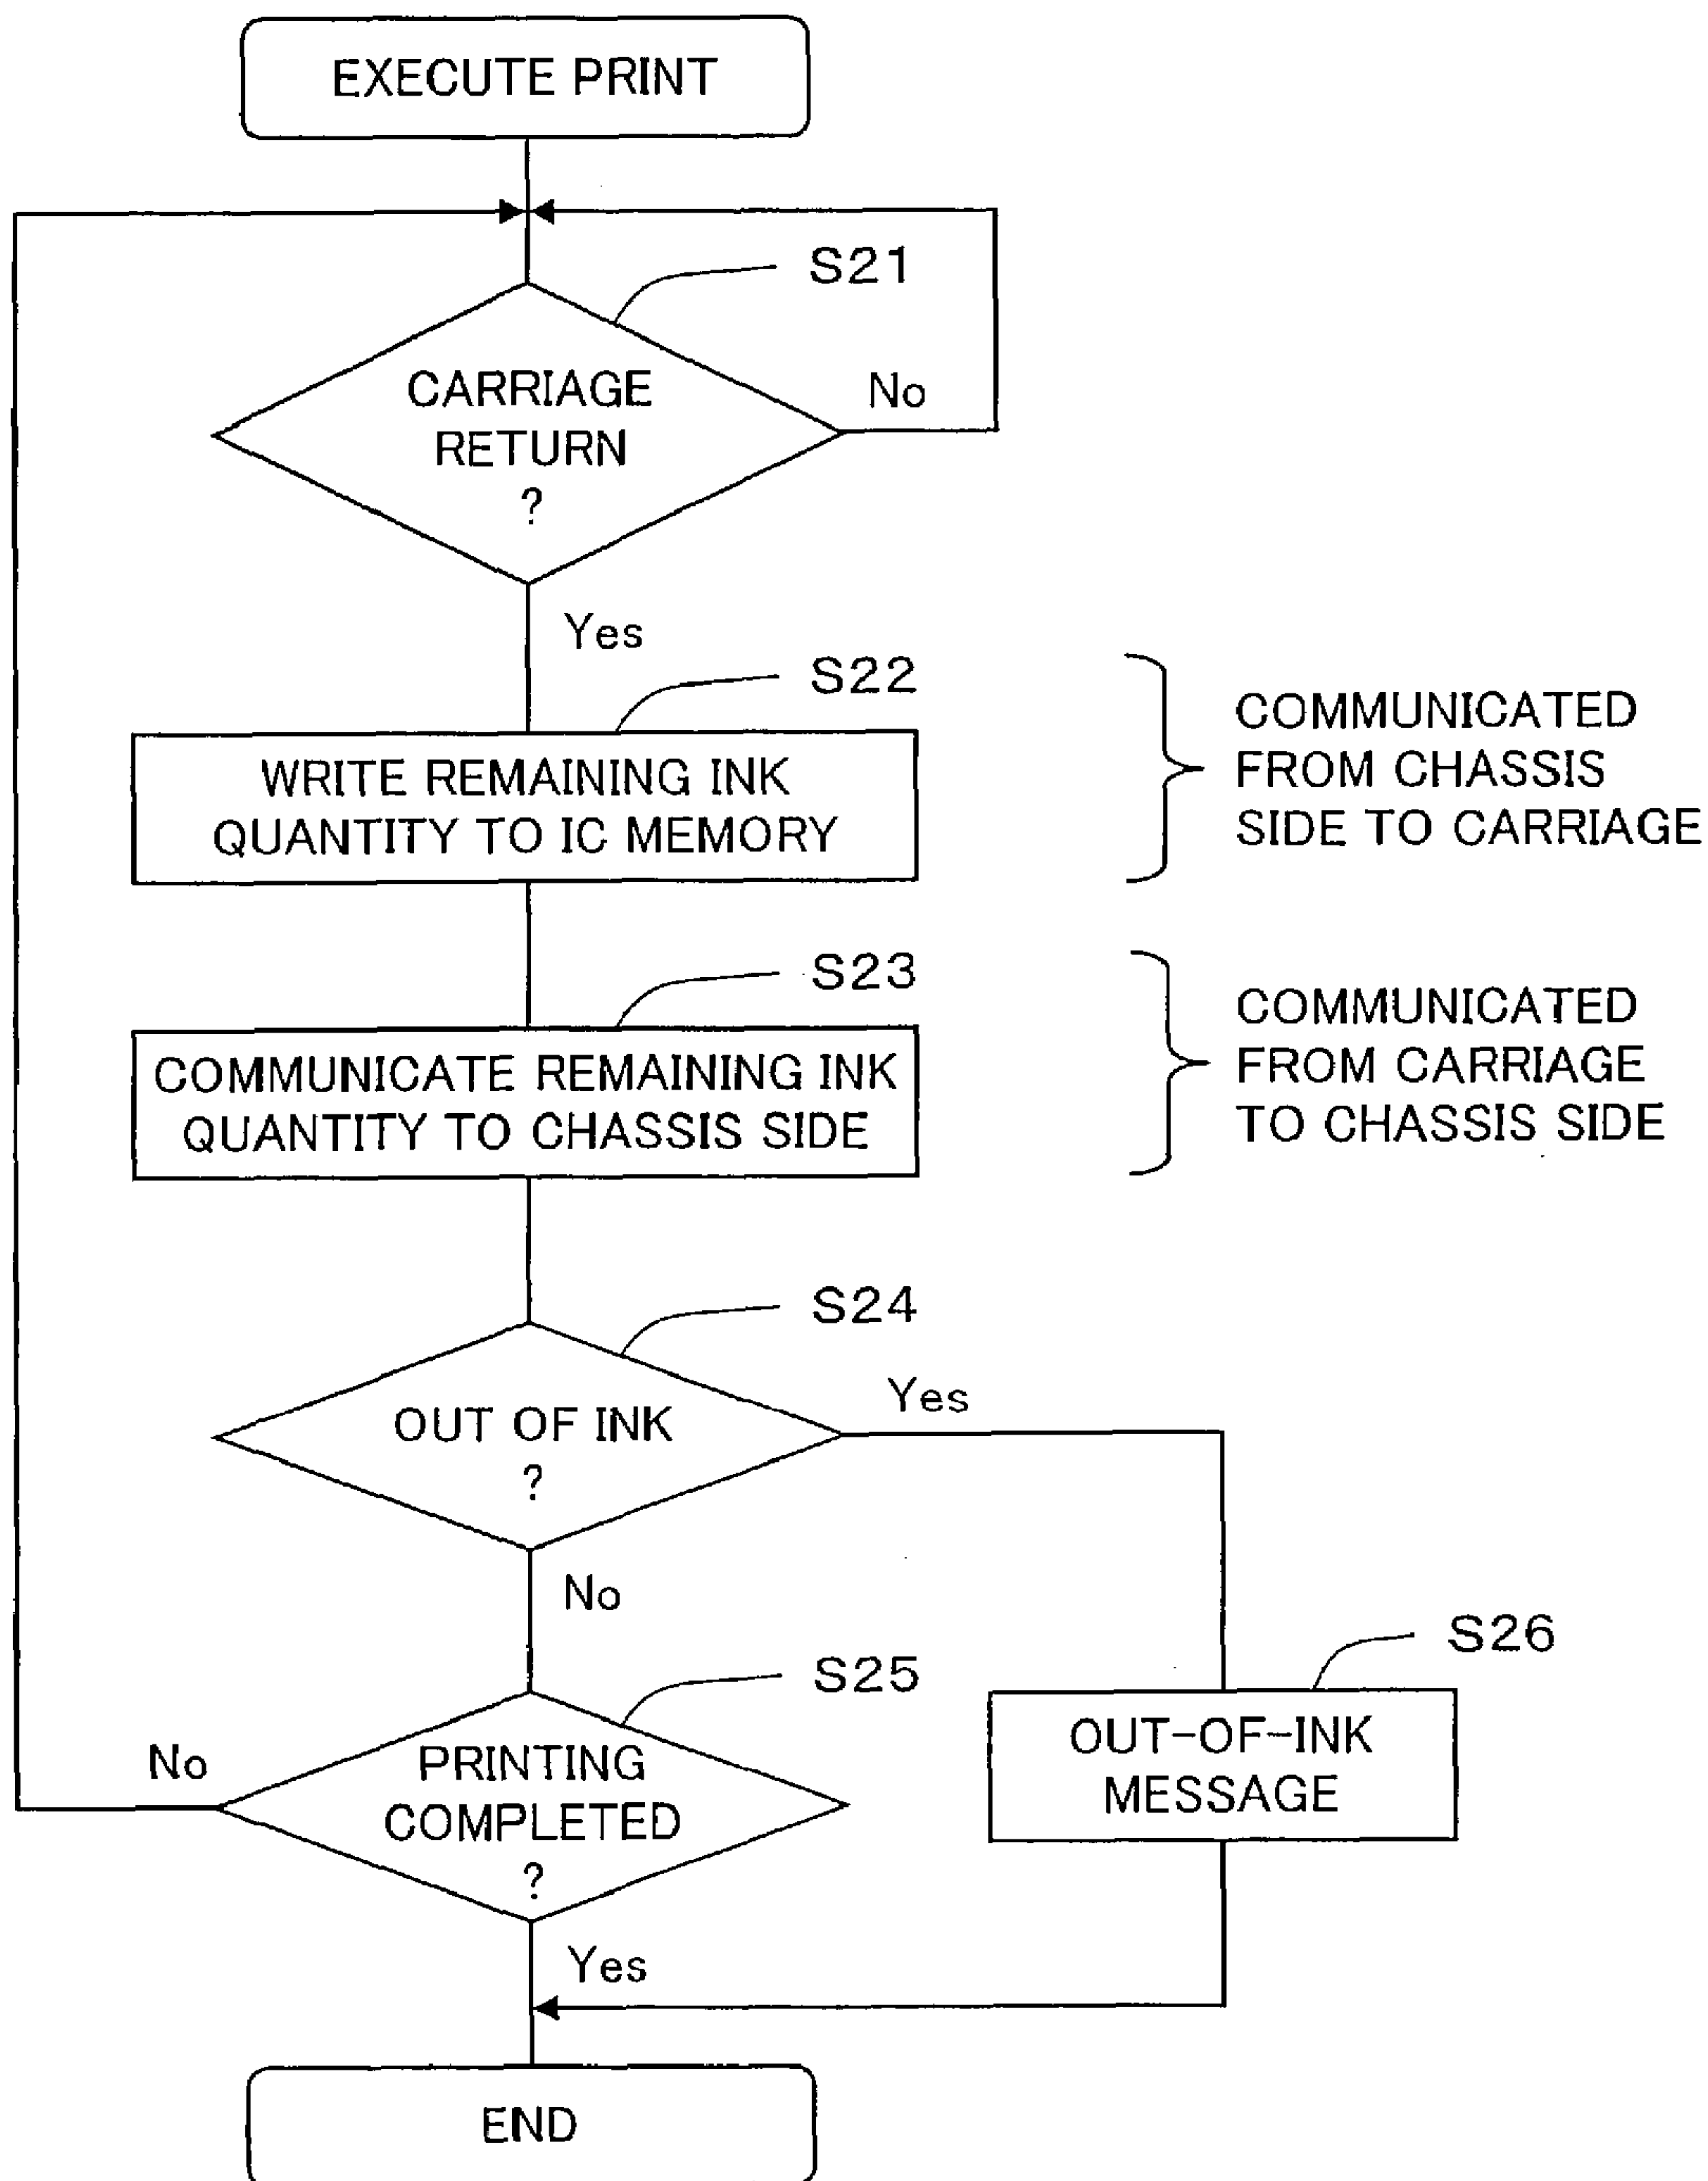 EXECUTE PRINT
S21
CARRIAGE
RETURN
?
No
Yes
S22
WRITE REMAINING INK
QUANTITY TO IC MEMORY
COMMUNICATED
FROM CHASSIS
SIDE TO CARRIAGE
S23
COMMUNICATE REMAINING INK
QUANTITY TO CHASSIS SIDE
COMMUNICATED
FROM CARRIAGE
TO CHASSIS SIDE
S24
OUT OF INK
?
Yes
No
S25
PRINTING
COMPLETED
?
No
Yes
S26
OUT-OF-INK
MESSAGE
END